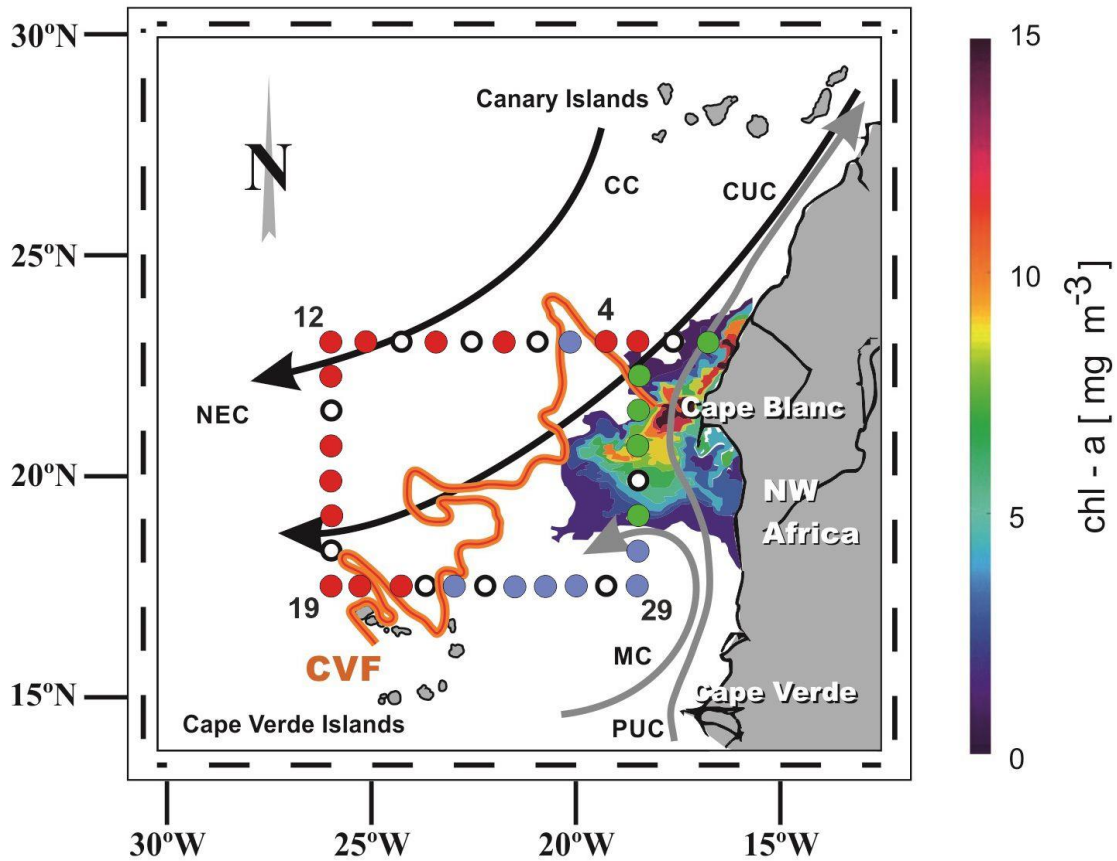 30ºN
25ºN
20ºN
15ºN
30ºW
25ºW
20ºW
15ºW
N
Canary Islands
CC
CUC
12
4
NEC
Cape Blanc
NW
Africa
19
29
CVF
MC
Cape Verde
PUC
Cape Verde Islands
15
10
5
0
chl - a [ mg m-3]